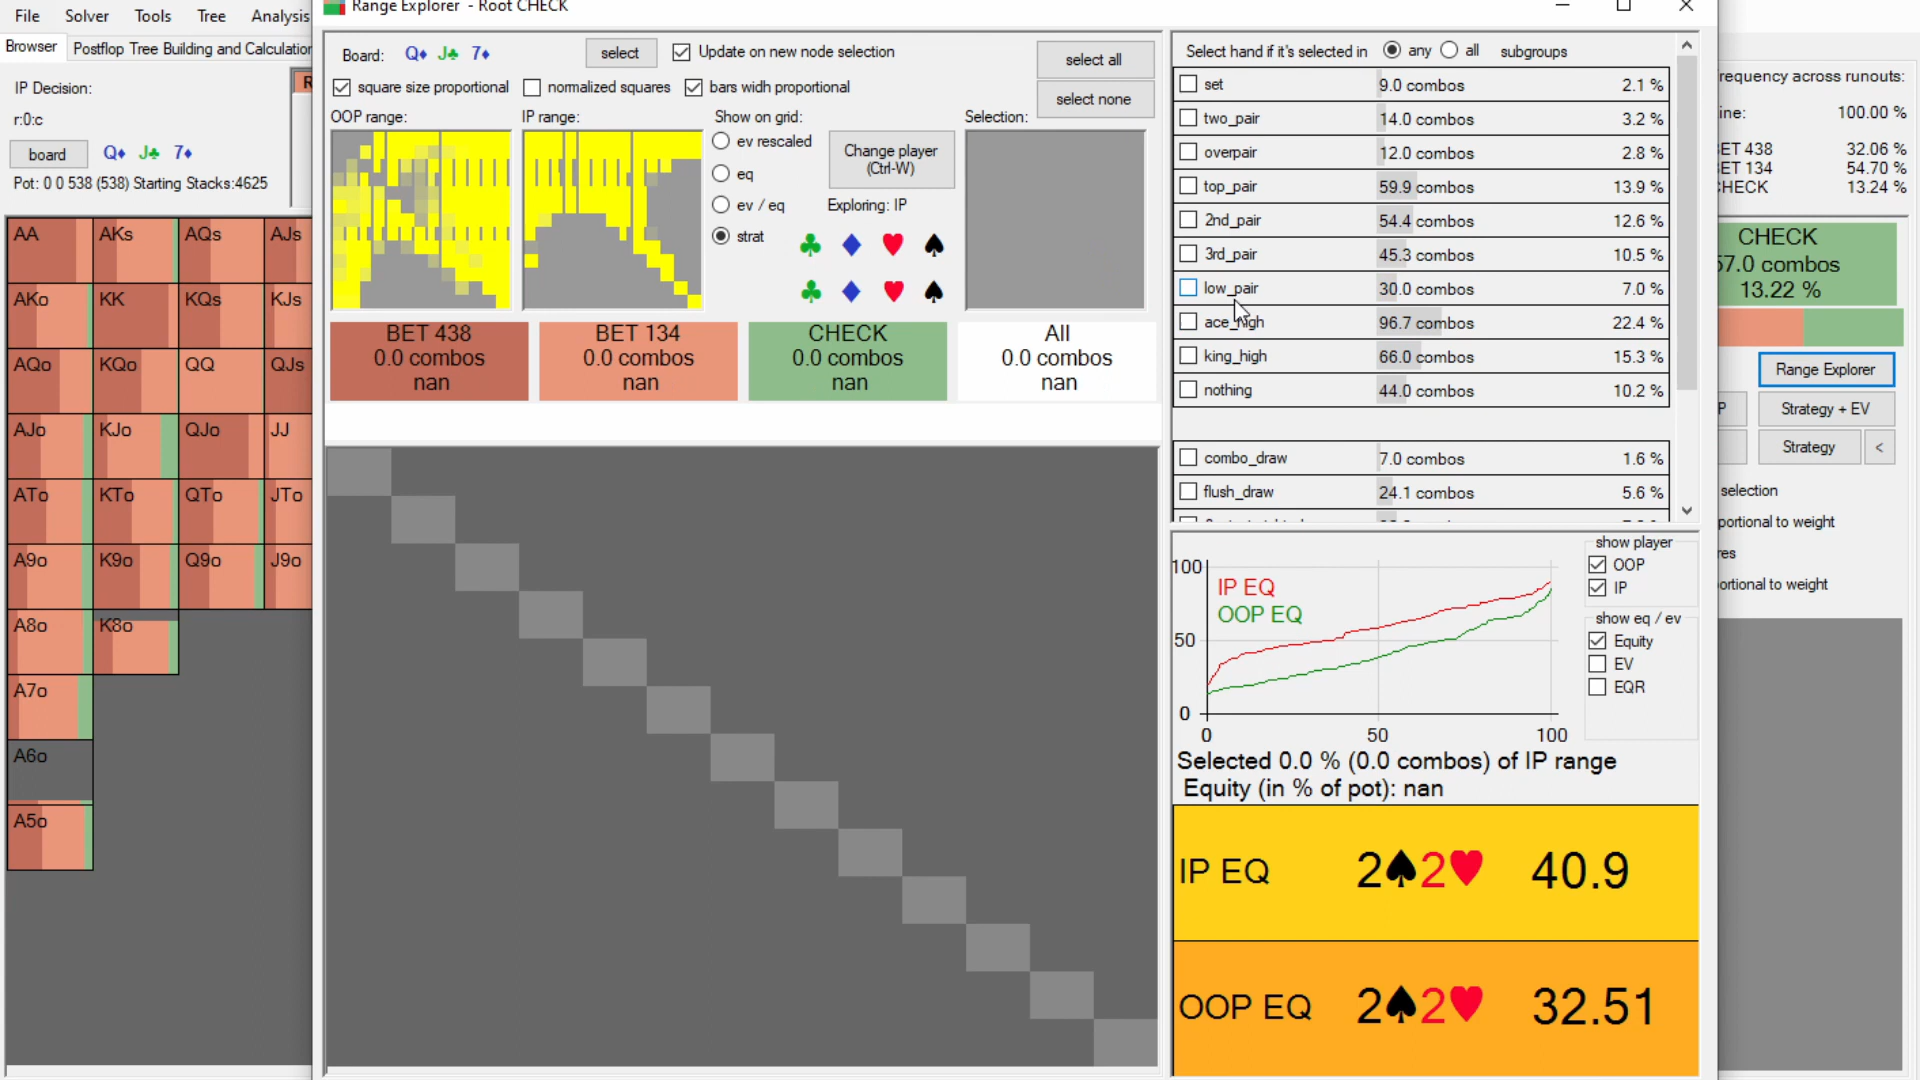 File Solver Tools Tree Analysis
Browser Postflop Tree Building and Calculation
IP Decision:
r:0:c
board Q♦ J♣ 7♦
Pot: 0 0 538 (538) Starting Stacks:4625
AA AKs AQs AJs
AKo KK KQs KJs
AQo KQo QQ QJs
AJo KJo QJo JJ
ATo KTo QTo JTo
A9o K9o Q9o J9o
A8o K8o
A7o
A6o
A5o
Range Explorer - Root CHECK
Board: Q♦ J♣ 7♦ select Update on new node selection
square size proportional normalized squares bars widh proportional
select all
select none
OOP range: IP range: Show on grid: Selection:
ev rescaled
eq
ev / eq
strat
Change player
(Ctrl-W)
Exploring: IP
♣ ♦ ♥ ♠
♣ ♦ ♥ ♠
BET 438
0.0 combos
nan
BET 134
0.0 combos
nan
CHECK
0.0 combos
nan
All
0.0 combos
nan
Select hand if it's selected in any all subgroups
set 9.0 combos 2.1 %
two_pair 14.0 combos 3.2 %
overpair 12.0 combos 2.8 %
top_pair 59.9 combos 13.9 %
2nd_pair 54.4 combos 12.6 %
3rd_pair 45.3 combos 10.5 %
low_pair 30.0 combos 7.0 %
ace_high 96.7 combos 22.4 %
king_high 66.0 combos 15.3 %
nothing 44.0 combos 10.2 %
combo_draw 7.0 combos 1.6 %
flush_draw 24.1 combos 5.6 %
100
50
0
0 50 100
IP EQ
OOP EQ
show player
OOP
IP
show eq / ev
Equity
EV
EQR
Selected 0.0 % (0.0 combos) of IP range
Equity (in % of pot): nan
IP EQ 2♠2♥ 40.9
OOP EQ 2♠2♥ 32.51
requency across runouts:
ine: 100.00 %
ET 438 32.06 %
ET 134 54.70 %
HECK 13.24 %
CHECK
57.0 combos
13.22 %
Range Explorer
P Strategy + EV
Strategy <
selection
portional to weight
res
ortional to weight